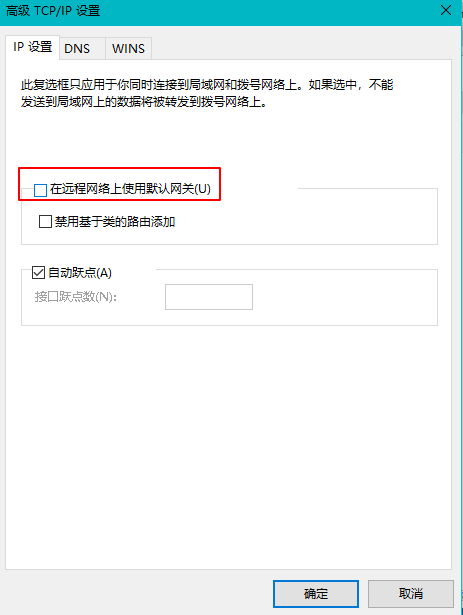 高级 TCP/IP 设置
IP 设置 DNS WINS
此复选框只应用于你同时连接到局域网和拨号网络上。如果选中，不能
发送到局域网上的数据将被转发到拨号网络上。
在远程网络上使用默认网关(U)
禁用基于类的路由添加
自动跃点(A)
接口跃点数(N):
确定 取消